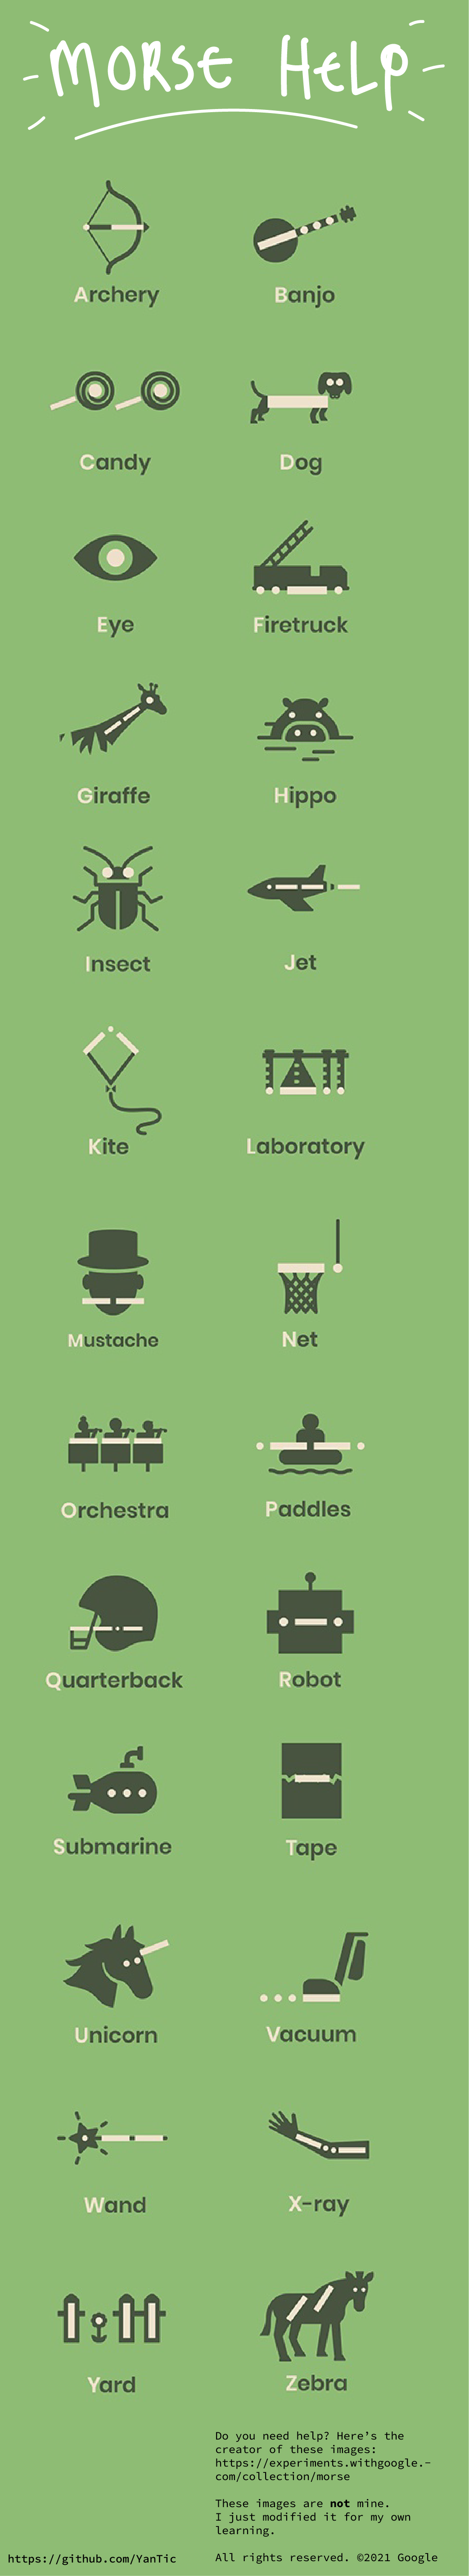 MORSE HELP
Archery
Banjo
Candy
Dog
Eye
Firetruck
Giraffe
Hippo
Insect
Jet
Kite
Laboratory
Mustache
Net
Orchestra
Paddles
Quarterback
Robot
Submarine
Tape
Unicorn
Vacuum
Wand
X-ray
Yard
Zebra
Do you need help? Here's the
creator of these images:
https://experiments.withgoogle.-
com/collection/morse
These images are not mine.
I just modified it for my own
learning.
https://github.com/YanTic
All rights reserved. ©2021 Google